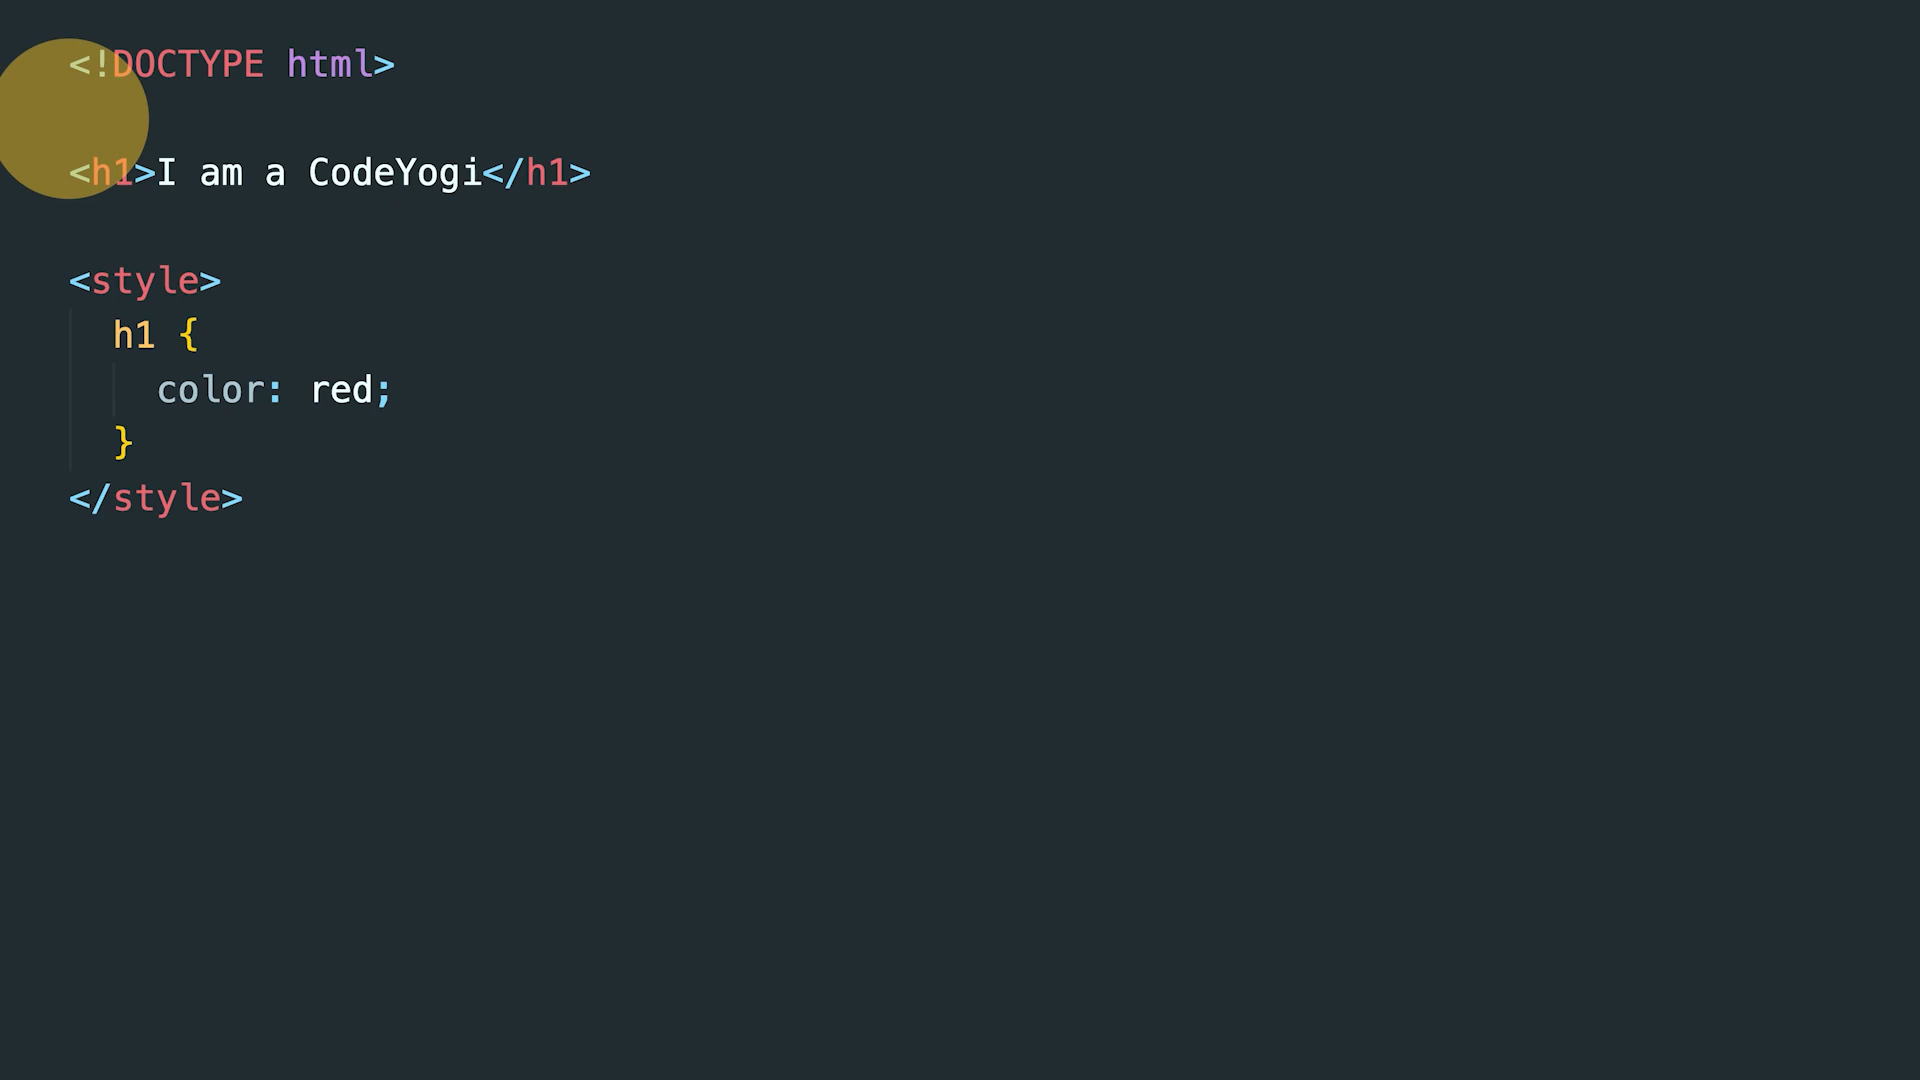 <!DOCTYPE html>
<h1>I am a CodeYogi</h1>
<style>
h1 {
color: red;
}
</style>